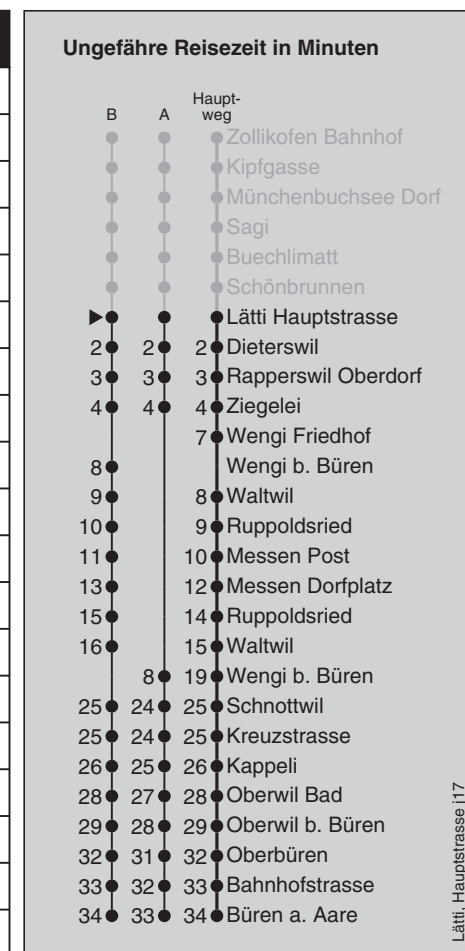 Ungefähre Reisezeit in Minuten
Haupt-
B A weg
Zollikofen Bahnhof
Kipfgasse
Münchenbuchsee Dorf
Sagi
Buechlimatt
Schönbrunnen
Lätti Hauptstrasse
2 2 2 Dieterswil
3 3 3 Rapperswil Oberdorf
4 4 4 Ziegelei
7 Wengi Friedhof
8 Wengi b. Büren
9 8 Waltwil
10 9 Ruppoldsried
11 10 Messen Post
13 12 Messen Dorfplatz
15 14 Ruppoldsried
16 15 Waltwil
8 19 Wengi b. Büren
25 24 25 Schnottwil
25 24 25 Kreuzstrasse
26 25 26 Kappeli
28 27 28 Oberwil Bad
29 28 29 Oberwil b. Büren
32 31 32 Oberbüren
33 32 33 Bahnhofstrasse
34 33 34 Büren a. Aare
Lätti, Hauptstrasse i17